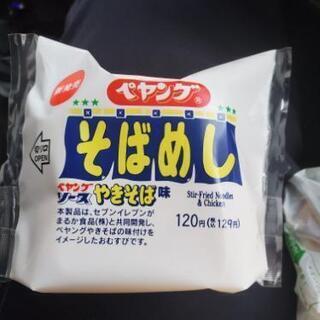 新発売
ペヤング®
そばめし
切り口
OPEN
ペヤング
ソース やきそば味
Stir-Fried Noodles
& Chicken
本製品は、セブンイレブンが
まるか食品(株)と共同開発し、
ペヤングやきそばの味付けを
イメージしたおむすびです。
120円(税込129円)